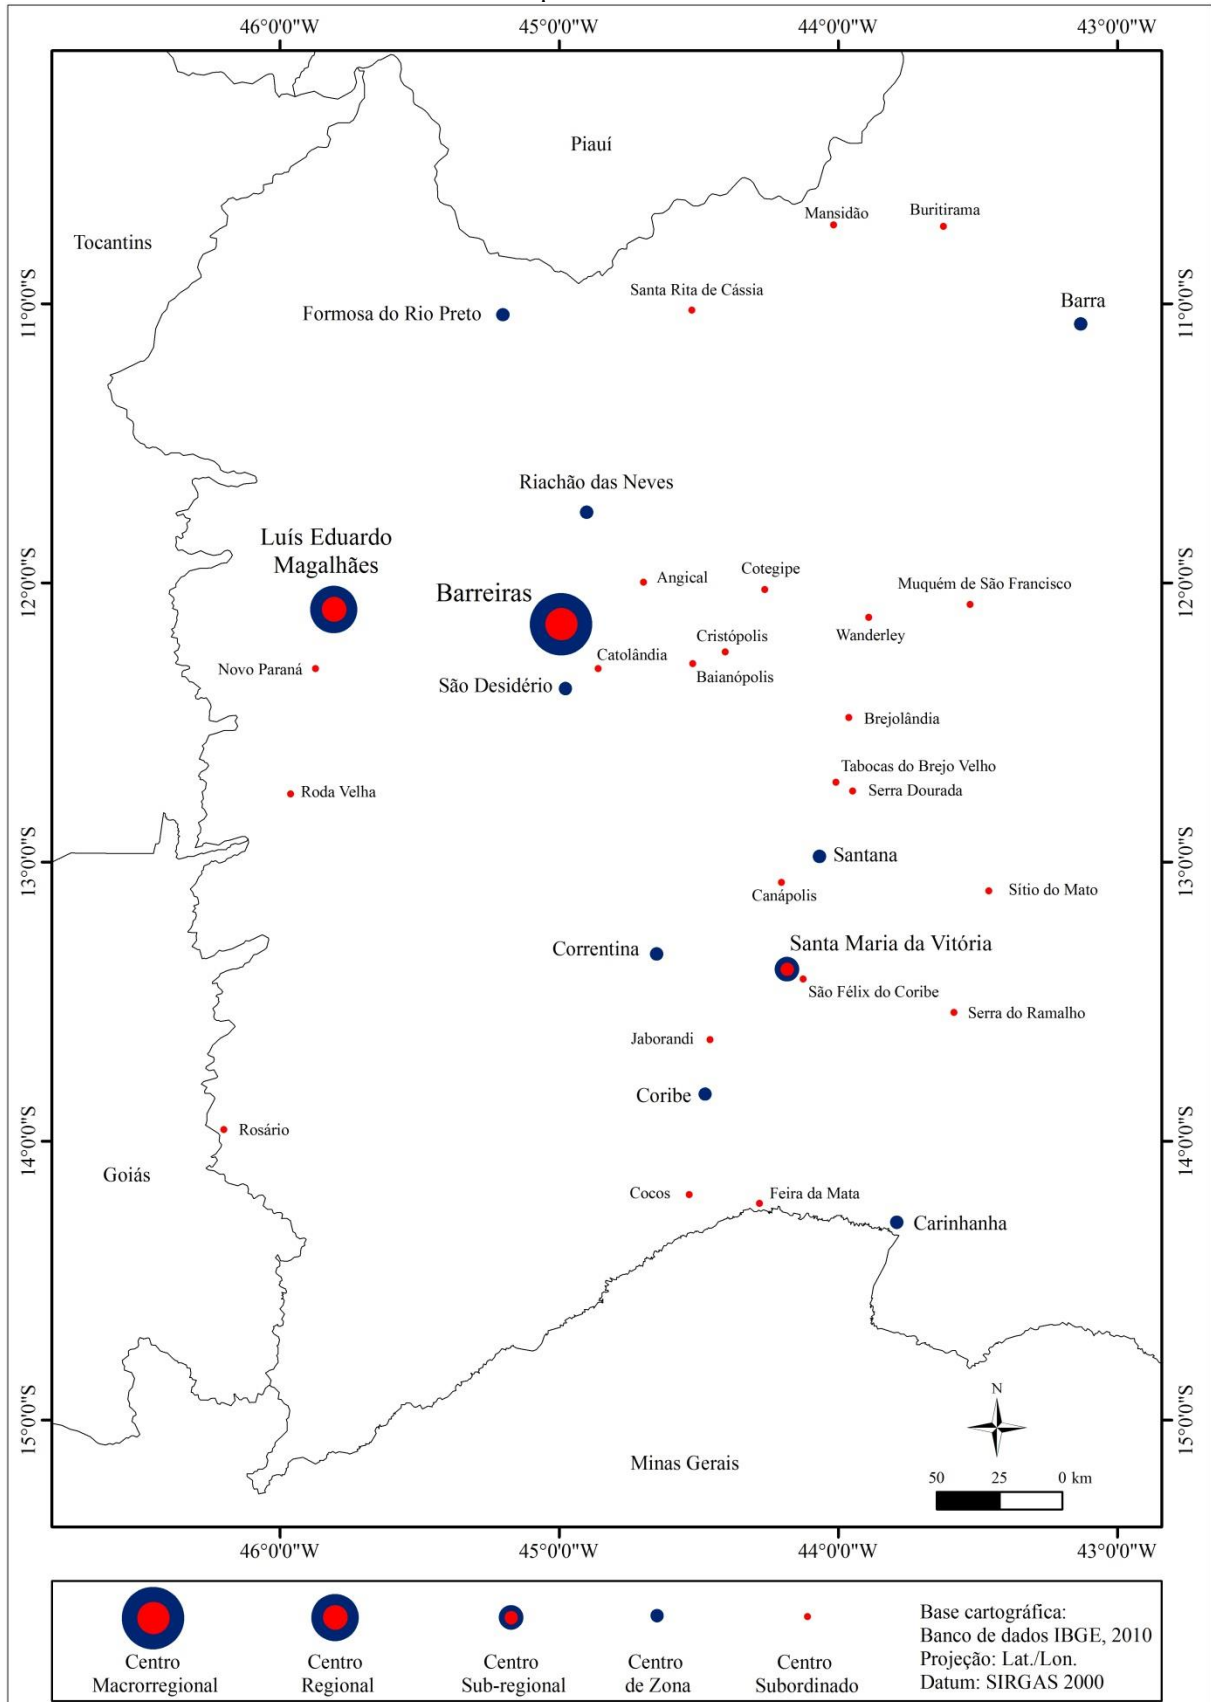 46°0'0"W
45°0'0"W
44°0'0"W
43°0'0"W
Piauí
Tocantins
Mansidão
Buritirama
11°0'0"S
11°0'0"S
Santa Rita de Cássia
Formosa do Rio Preto
Barra
Riachão das Neves
Luís Eduardo
Magalhães
12°0'0"S
12°0'0"S
Barreiras
Angical
Cotegipe
Muquém de São Francisco
Wanderley
Cristópolis
Catolândia
Baianópolis
Novo Paraná
São Desidério
Brejolândia
Tabocas do Brejo Velho
Roda Velha
Serra Dourada
Santana
13°0'0"S
13°0'0"S
Canápolis
Sítio do Mato
Correntina
Santa Maria da Vitória
São Félix do Coribe
Serra do Ramalho
Jaborandi
Coribe
Rosário
14°0'0"S
14°0'0"S
Goiás
Cocos
Feira da Mata
Carinhanha
15°0'0"S
15°0'0"S
N
Minas Gerais
50 25 0 km
46°0'0"W
45°0'0"W
44°0'0"W
43°0'0"W
Centro
Macrorregional
Centro
Regional
Centro
Sub-regional
Centro
de Zona
Centro
Subordinado
Base cartográfica:
Banco de dados IBGE, 2010
Projeção: Lat./Lon.
Datum: SIRGAS 2000